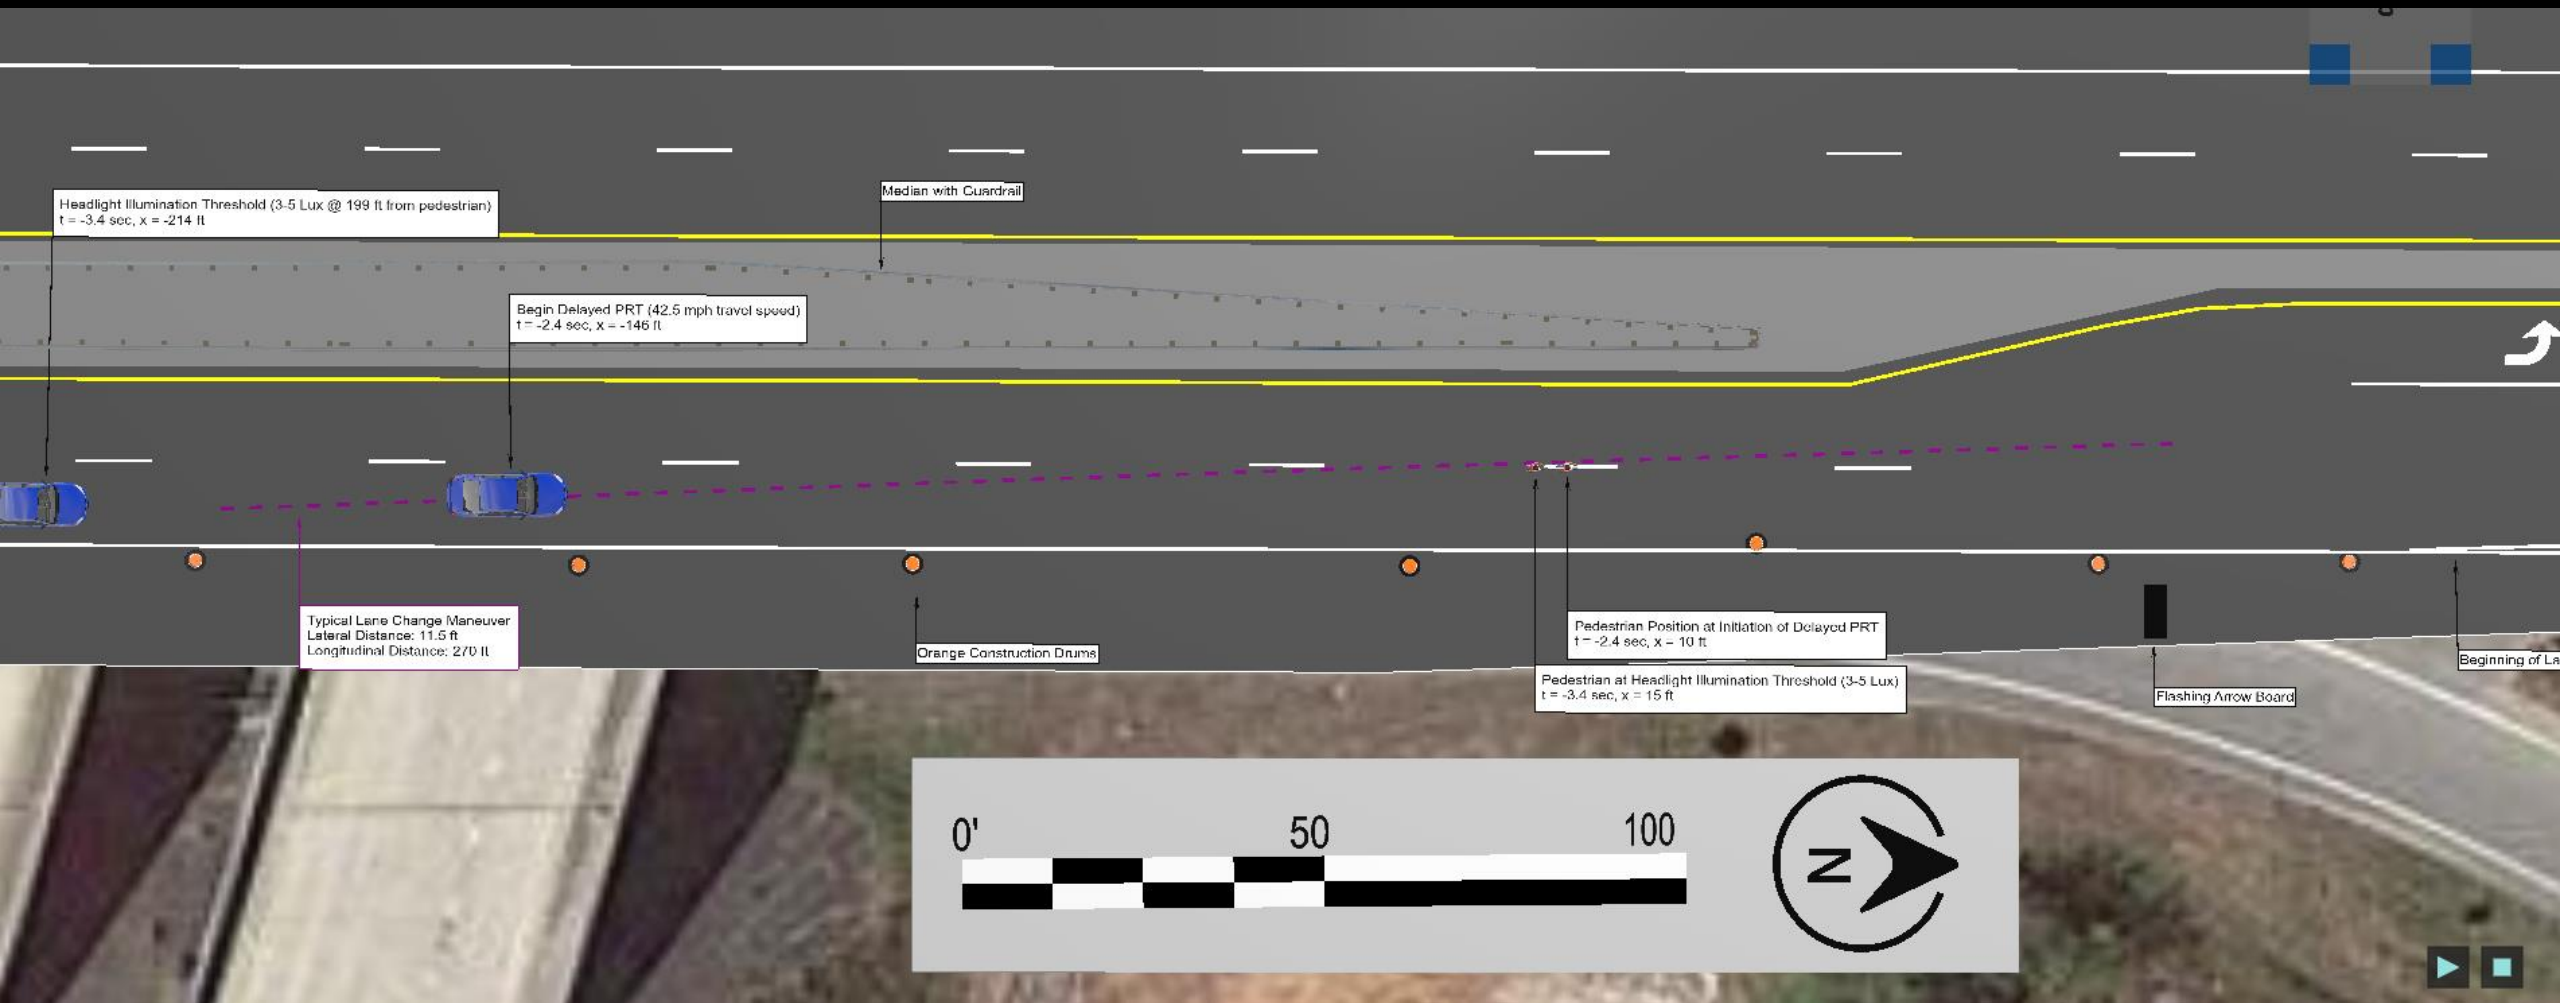 Headlight Illumination Threshold (3-5 Lux @ 199 ft from pedestrian)
t = -3.4 sec, x = -214 ft
Median with Guardrail
Begin Delayed PRT (42.5 mph travel speed)
t = -2.4 sec, x = -146 ft
Typical Lane Change Maneuver
Lateral Distance: 11.5 ft
Longitudinal Distance: 270 ft
Orange Construction Drums
Pedestrian Position at Initiation of Delayed PRT
t = -2.4 sec, x = 10 ft
Pedestrian at Headlight Illumination Threshold (3-5 Lux)
t = -3.4 sec, x = 15 ft
Beginning of La
Flashing Arrow Board
0' 50 100
N